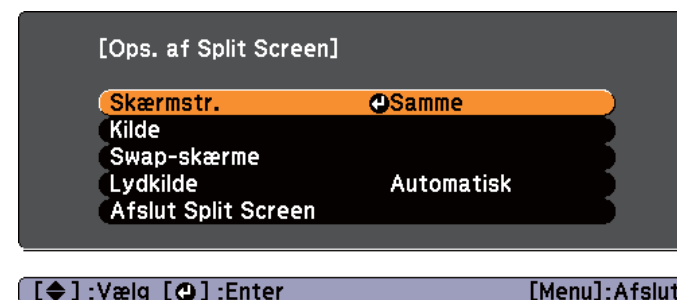 [Ops. af Split Screen]
Skærmstr. Samme
Kilde
Swap-skærme
Lydkilde Automatisk
Afslut Split Screen
[ ] :Vælg [ ] :Enter [Menu]:Afslut